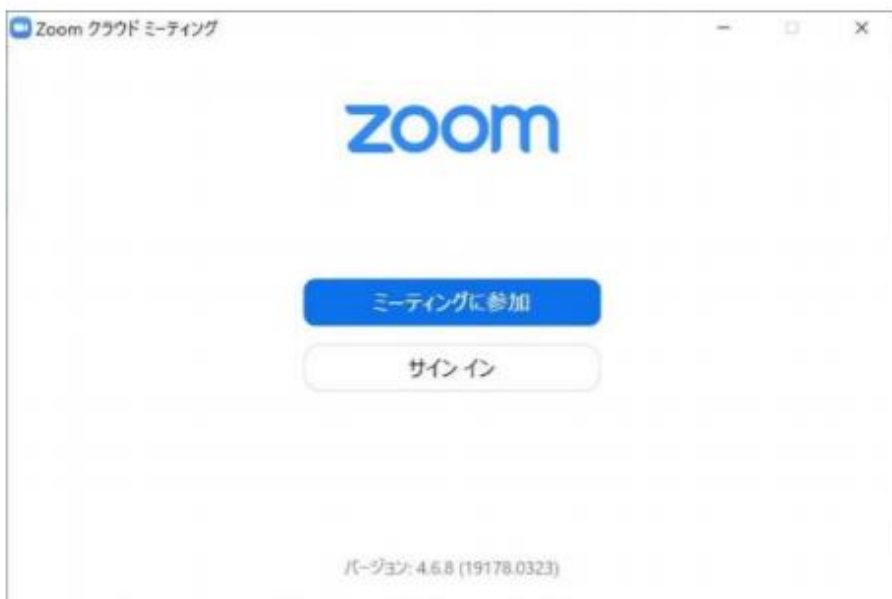 Zoom クラウド ミーティング
zoom
ミーティングに参加
サイン イン
バージョン: 4.6.8 (19178.0323)